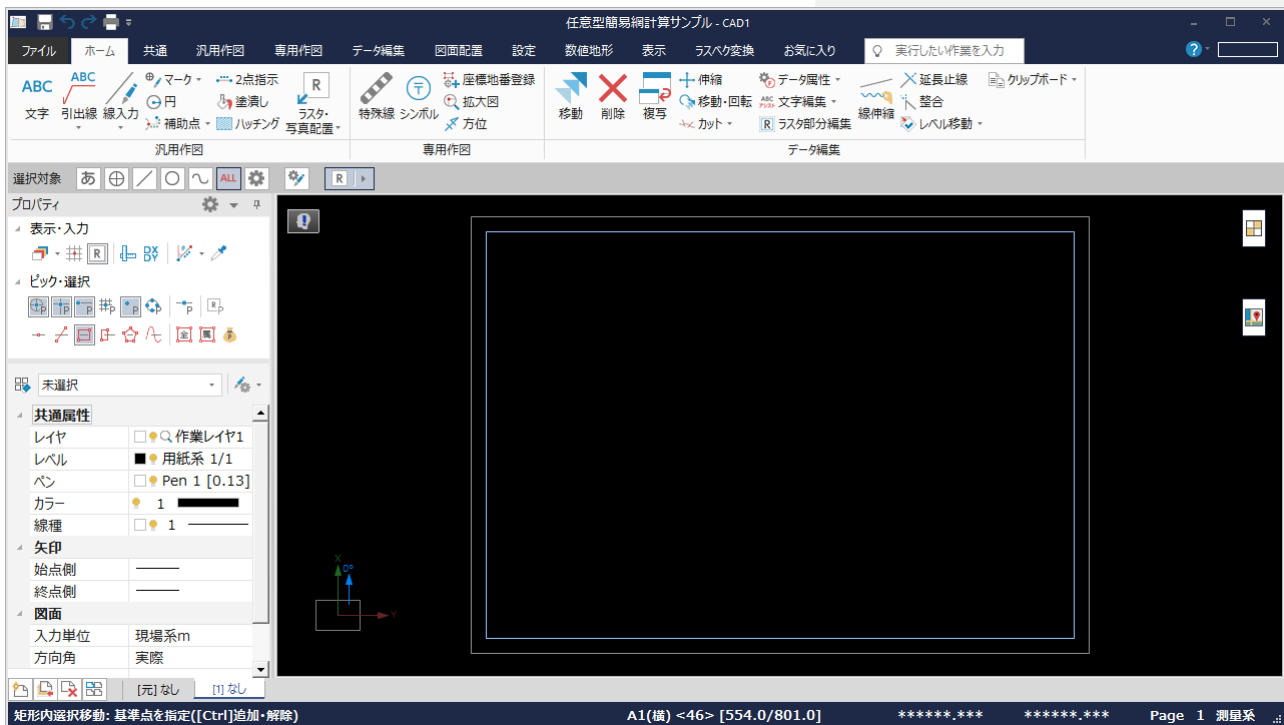 任意型簡易網計算サンプル - CAD1
ファイル ホーム 共通 汎用作図 専用作図 データ編集 図面配置 設定 数値地形 表示 ラスベク変換 お気に入り 実行したい作業を入力 ?
ABC 文字
ABC 引出線
線入力
マーク
円
補助点
2点指示
塗潰し
ハッチング
R ラスタ・写真配置
汎用作図
特殊線
〒 シンボル
座標地番登録
拡大図
方位
専用作図
移動
削除
複写
伸縮
移動・回転
カット
データ属性
文字編集
R ラスタ部分編集
線伸縮
延長止線
整合
レベル移動
クリップボード
データ編集
選択対象 あ ALL R
プロパティ
表示・入力
R DX DY
ピック・選択
P P P P P P R P
全 属 P
未選択
共通属性
レイヤ 作業レイヤ1
レベル 用紙系 1/1
ペン Pen 1 [0.13]
カラー 1
線種 1
矢印
始点側
終点側
図面
入力単位 現場系m
方向角 実際
X 0° Y
[元] なし [1] なし
矩形内選択移動: 基準点を指定([Ctrl]追加・解除) A1(横) <46> [554.0/801.0] ******.*** ******.*** Page 1 測量系